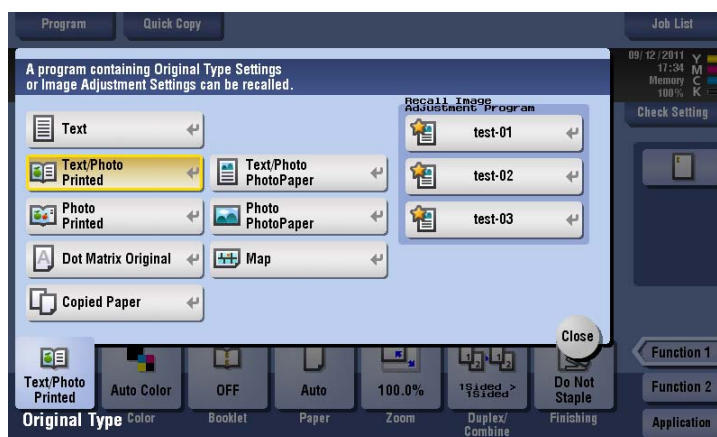 Program
Quick Copy
Job List
A program containing Original Type Settings
or Image Adjustment Settings can be recalled.
09/12/2011
17:34
Memory
100%
Y
M
C
K
Check Setting
Recall Image
Adjustment Program
Text
test-01
Text/Photo
Printed
Text/Photo
PhotoPaper
test-02
Photo
Printed
Photo
PhotoPaper
test-03
Dot Matrix Original
Map
Copied Paper
Close
Function 1
Text/Photo
Printed
Auto Color
OFF
Auto
100.0%
1Sided >
1Sided
Do Not
Staple
Function 2
Original Type
Color
Booklet
Paper
Zoom
Duplex/
Combine
Finishing
Application